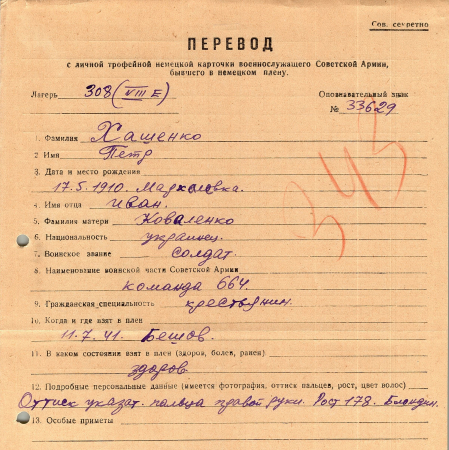 Сов. секретно
ПЕРЕВОД
с личной трофейной немецкой карточки военнослужащего Советской Армии,
бывшего в немецком плену.
Лагерь 308 (VIII E) Опознавательный знак
№ 33629
1. Фамилия Хащенко
2 Имя Петр
3. Дата и место рождения
17.5.1910. Мархалевка.
4. Имя отца Иван.
5. Фамилия матери Коваленко
6. Национальность украинец.
7. Воинское звание солдат.
8. Наименование воинской части Советской Армии
команда 664.
9. Гражданская специальность крестьянин.
10. Когда и где взят в плен
11.7.41. Бешов.
11. В каком состоянии взят в плен (здоров, болен, ранен)
здоров.
12. Подробные персональные данные (имеется фотография, оттиск пальцев, рост, цвет волос)
Оттиск указат. пальца правой руки. Рост 178. Блондин.
13. Особые приметы
343